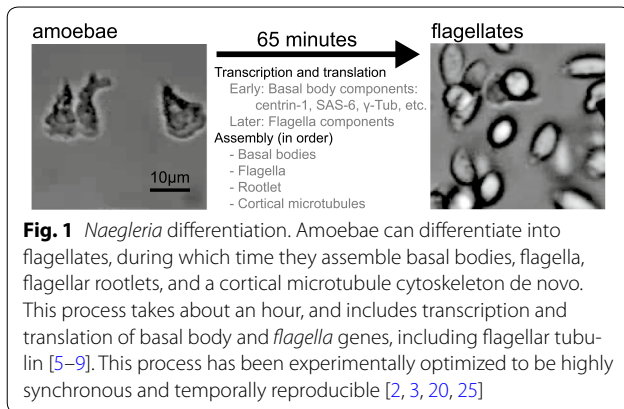 amoebae
65 minutes
flagellates
Transcription and translation
Early: Basal body components:
centrin-1, SAS-6, γ-Tub, etc.
Later: Flagella components
Assembly (in order)
- Basal bodies
- Flagella
- Rootlet
- Cortical microtubules
10μm
Fig. 1 Naegleria differentiation. Amoebae can differentiate into
flagellates, during which time they assemble basal bodies, flagella,
flagellar rootlets, and a cortical microtubule cytoskeleton de novo.
This process takes about an hour, and includes transcription and
translation of basal body and flagella genes, including flagellar tubu-
lin [5–9]. This process has been experimentally optimized to be highly
synchronous and temporally reproducible [2, 3, 20, 25]